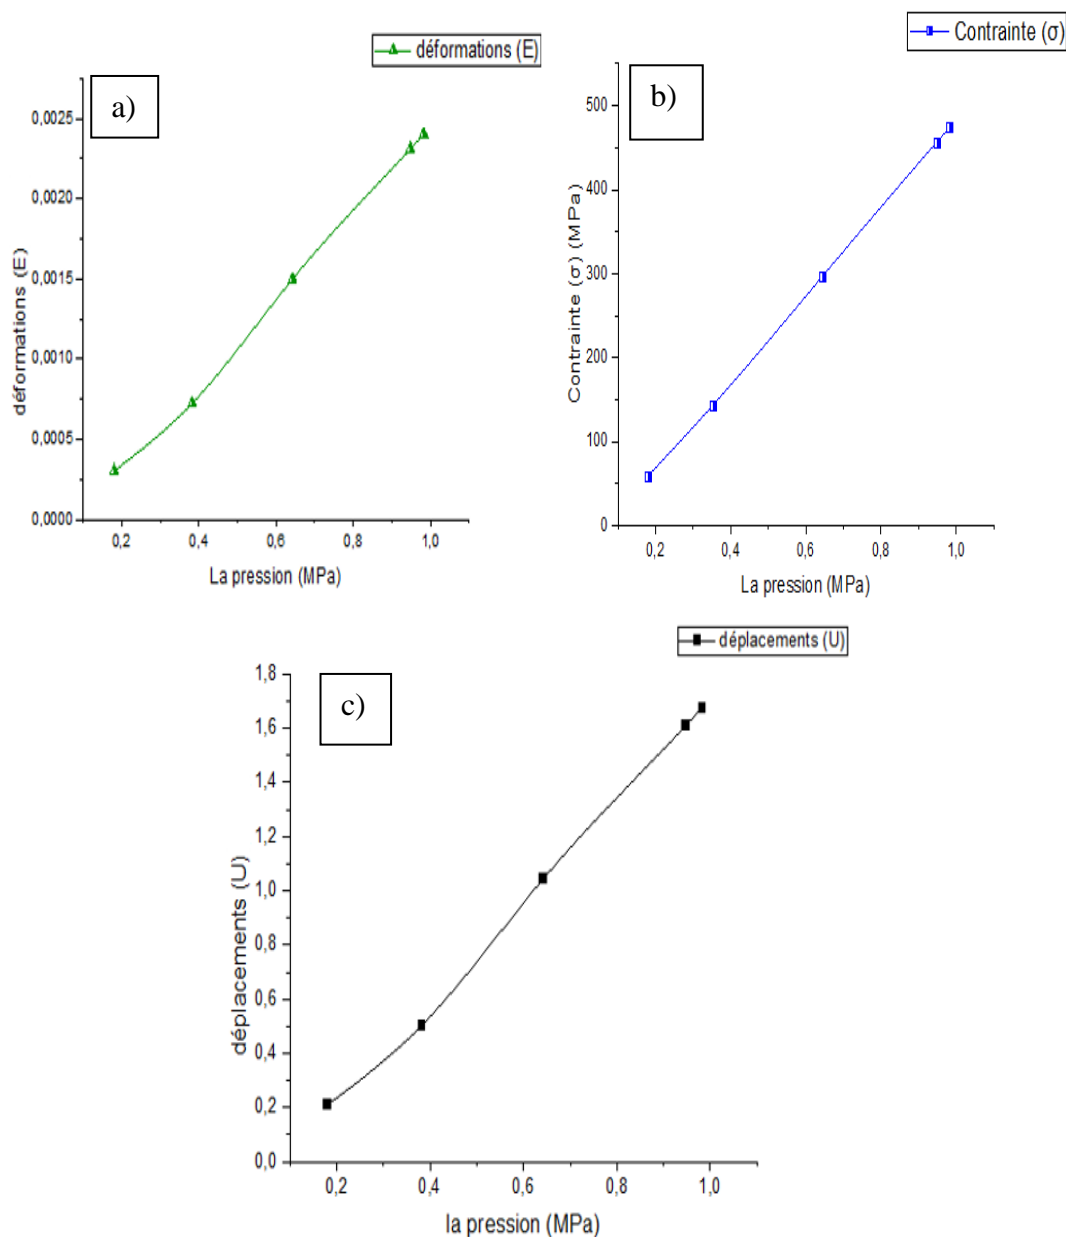 déformations (E)
a)
0,0025
0,0020
0,0015
0,0010
0,0005
0,0000
déformations (E)
0,2 0,4 0,6 0,8 1,0
La pression (MPa)
Contrainte (σ)
b)
500
400
300
200
100
0
Contrainte (σ) (MPa)
0,2 0,4 0,6 0,8 1,0
La pression (MPa)
déplacements (U)
c)
1,8
1,6
1,4
1,2
1,0
0,8
0,6
0,4
0,2
0,0
déplacements (U)
0,2 0,4 0,6 0,8 1,0
la pression (MPa)